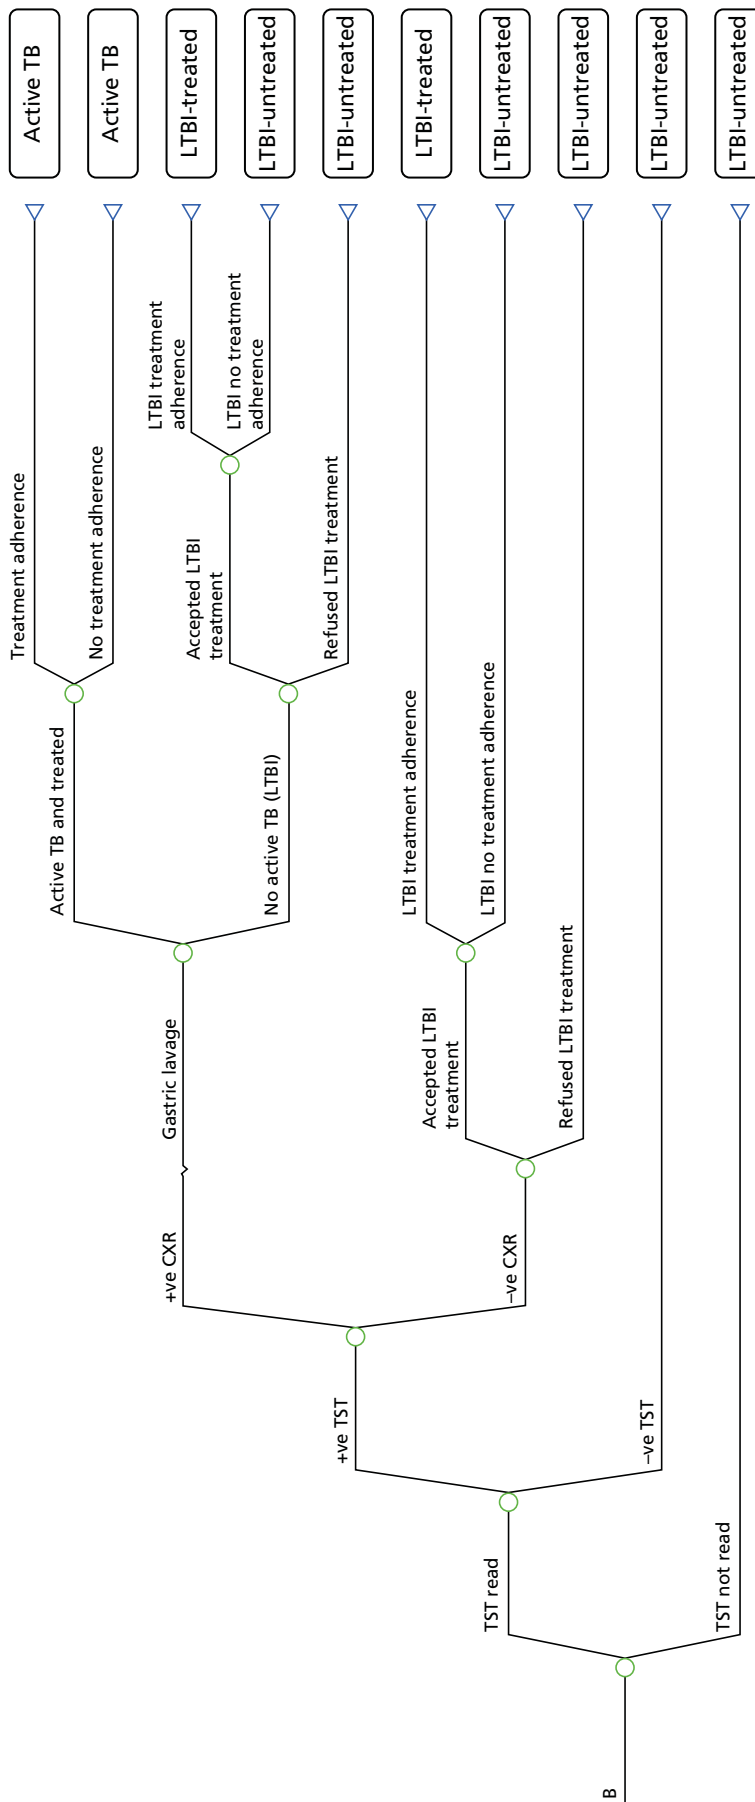 B
TST read
TST not read
+ve TST
–ve TST
+ve CXR
–ve CXR
Gastric lavage
Accepted LTBI
treatment
Refused LTBI treatment
Active TB and treated
No active TB (LTBI)
LTBI treatment adherence
LTBI no treatment adherence
Treatment adherence
No treatment adherence
Accepted LTBI
treatment
Refused LTBI treatment
LTBI treatment
adherence
LTBI no treatment
adherence
Active TB
Active TB
LTBI-treated
LTBI-untreated
LTBI-untreated
LTBI-treated
LTBI-untreated
LTBI-untreated
LTBI-untreated
LTBI-untreated